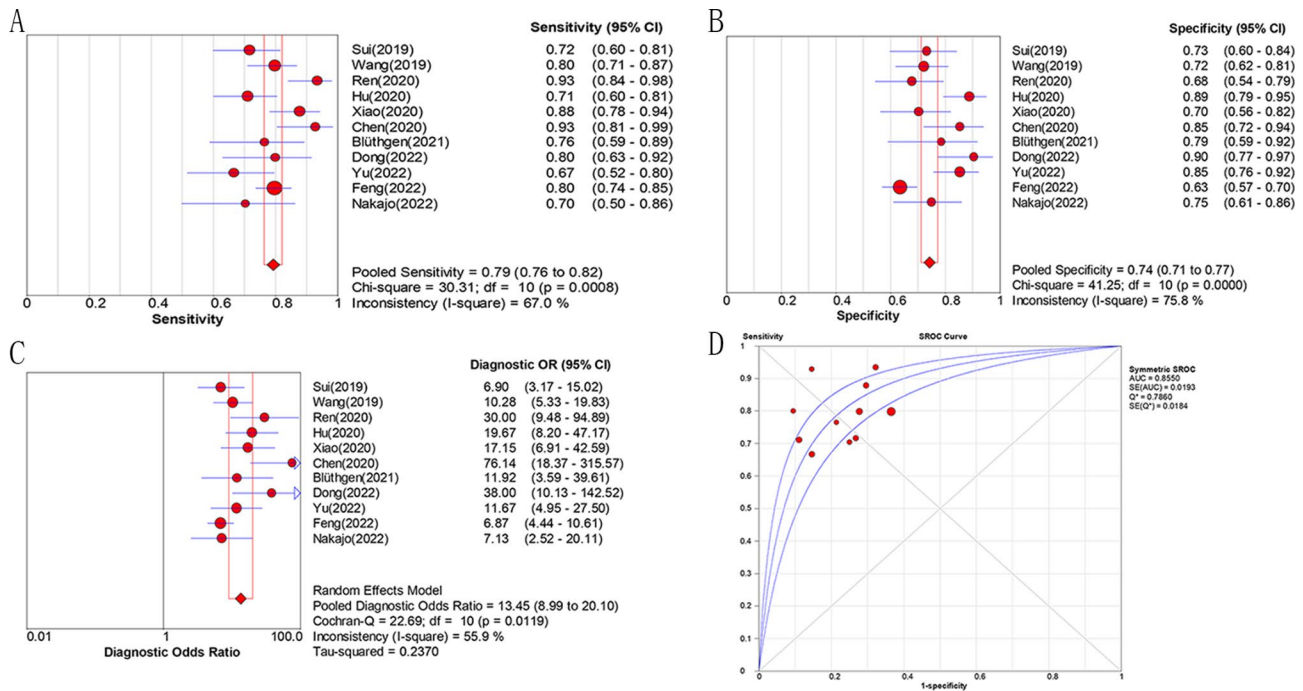 A
Sensitivity (95% CI)
Sui(2019) 0.72 (0.60 - 0.81)
Wang(2019) 0.80 (0.71 - 0.87)
Ren(2020) 0.93 (0.84 - 0.98)
Hu(2020) 0.71 (0.60 - 0.81)
Xiao(2020) 0.88 (0.78 - 0.94)
Chen(2020) 0.93 (0.81 - 0.99)
Blüthgen(2021) 0.76 (0.59 - 0.89)
Dong(2022) 0.80 (0.63 - 0.92)
Yu(2022) 0.67 (0.52 - 0.80)
Feng(2022) 0.80 (0.74 - 0.85)
Nakajo(2022) 0.70 (0.50 - 0.86)
Pooled Sensitivity = 0.79 (0.76 to 0.82)
Chi-square = 30.31; df = 10 (p = 0.0008)
Inconsistency (I-square) = 67.0 %
0 0.2 0.4 0.6 0.8 1
Sensitivity
B
Specificity (95% CI)
Sui(2019) 0.73 (0.60 - 0.84)
Wang(2019) 0.72 (0.62 - 0.81)
Ren(2020) 0.68 (0.54 - 0.79)
Hu(2020) 0.89 (0.79 - 0.95)
Xiao(2020) 0.70 (0.56 - 0.82)
Chen(2020) 0.85 (0.72 - 0.94)
Blüthgen(2021) 0.79 (0.59 - 0.92)
Dong(2022) 0.90 (0.77 - 0.97)
Yu(2022) 0.85 (0.76 - 0.92)
Feng(2022) 0.63 (0.57 - 0.70)
Nakajo(2022) 0.75 (0.61 - 0.86)
Pooled Specificity = 0.74 (0.71 to 0.77)
Chi-square = 41.25; df = 10 (p = 0.0000)
Inconsistency (I-square) = 75.8 %
0 0.2 0.4 0.6 0.8 1
Specificity
C
Diagnostic OR (95% CI)
Sui(2019) 6.90 (3.17 - 15.02)
Wang(2019) 10.28 (5.33 - 19.83)
Ren(2020) 30.00 (9.48 - 94.89)
Hu(2020) 19.67 (8.20 - 47.17)
Xiao(2020) 17.15 (6.91 - 42.59)
Chen(2020) 76.14 (18.37 - 315.57)
Blüthgen(2021) 11.92 (3.59 - 39.61)
Dong(2022) 38.00 (10.13 - 142.52)
Yu(2022) 11.67 (4.95 - 27.50)
Feng(2022) 6.87 (4.44 - 10.61)
Nakajo(2022) 7.13 (2.52 - 20.11)
Random Effects Model
Pooled Diagnostic Odds Ratio = 13.45 (8.99 to 20.10)
Cochran-Q = 22.69; df = 10 (p = 0.0119)
Inconsistency (I-square) = 55.9 %
Tau-squared = 0.2370
0.01 1 100.0
Diagnostic Odds Ratio
D
Sensitivity SROC Curve
1
0.9
0.8
0.7
0.6
0.5
0.4
0.3
0.2
0.1
0
0 0.2 0.4 0.6 0.8 1
1-specificity
Symmetric SROC
AUC = 0.8550
SE(AUC) = 0.0193
Q* = 0.7860
SE(Q*) = 0.0184